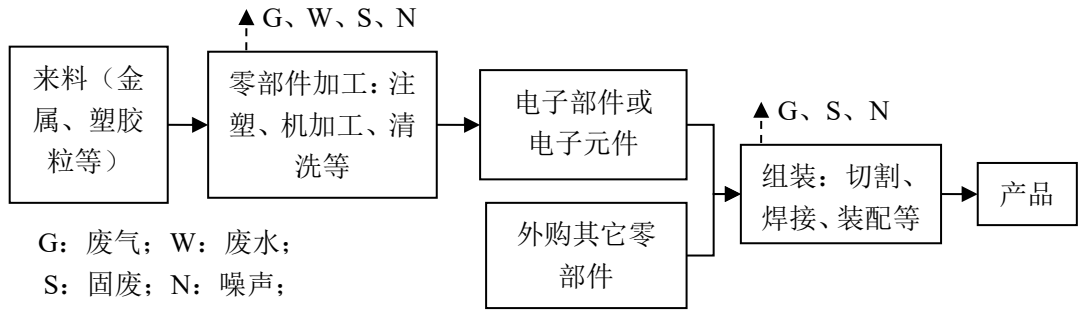 G、W、S、N
来料（金
属、塑胶
粒等）
零部件加工：注
塑、机加工、清
洗等
电子部件或
电子元件
外购其它零
部件
G、S、N
组装：切割、
焊接、装配等
产品
G：废气；W：废水；
S：固废；N：噪声；